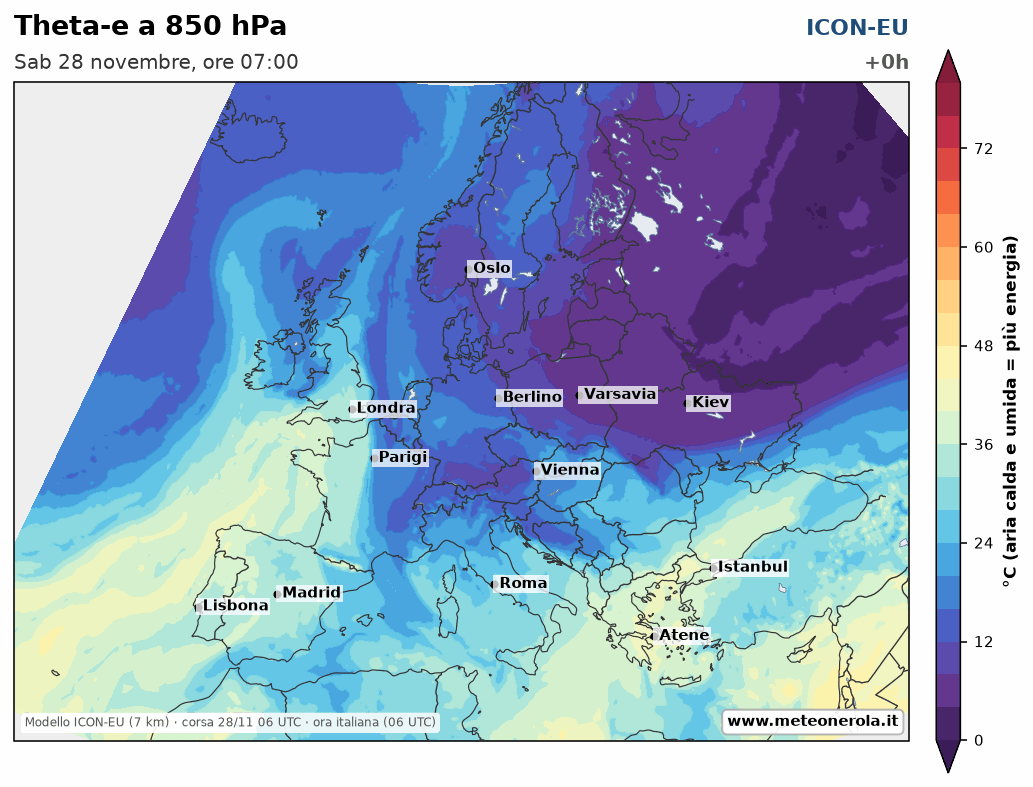 Theta-e a 850 hPa
ICON-EU
Sab 28 novembre, ore 07:00
+0h
Oslo
Berlino
Varsavia
Kiev
Londra
Parigi
Vienna
Istanbul
Roma
Madrid
Lisbona
Atene
Modello ICON-EU (7 km) · corsa 28/11 06 UTC · ora italiana (06 UTC)
www.meteonerola.it
72
60
48
36
24
12
0
°C (aria calda e umida = più energia)